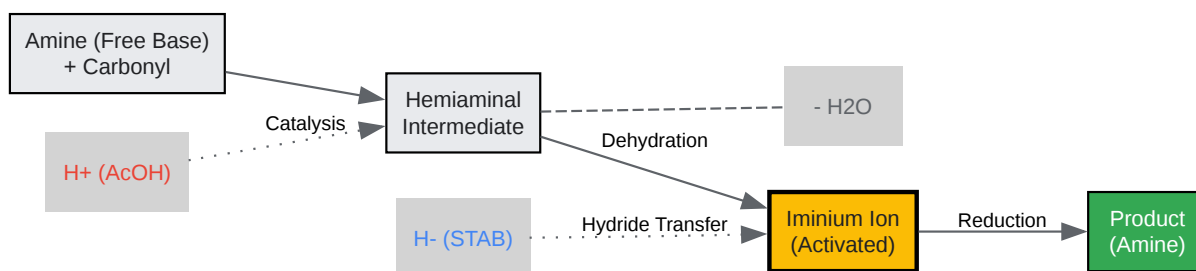 Amine (Free Base)
+ Carbonyl
Hemiaminal
Intermediate
- H2O
Catalysis
Dehydration
H+ (AcOH)
H- (STAB)
Hydride Transfer
Iminium Ion
(Activated)
Reduction
Product
(Amine)